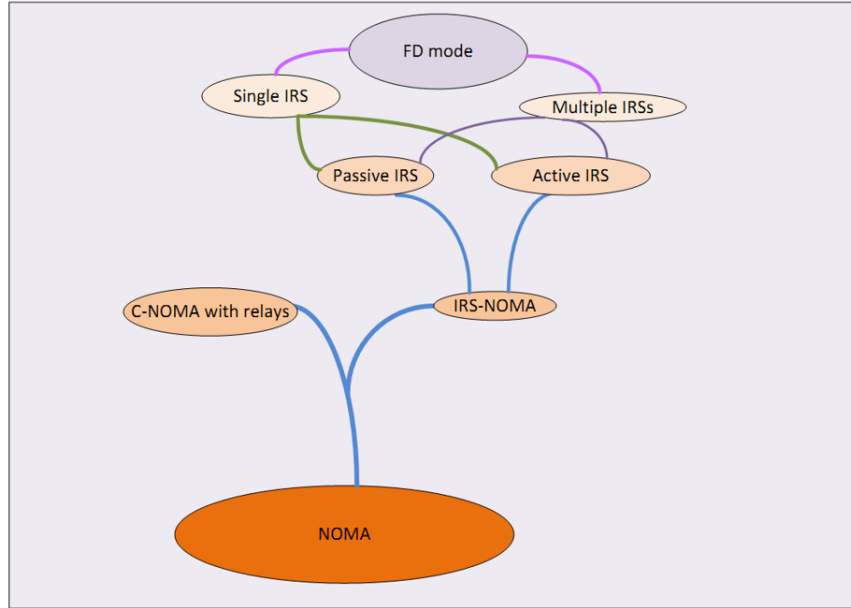 FD mode
Single IRS
Multiple IRSs
Passive IRS
Active IRS
C-NOMA with relays
IRS-NOMA
NOMA